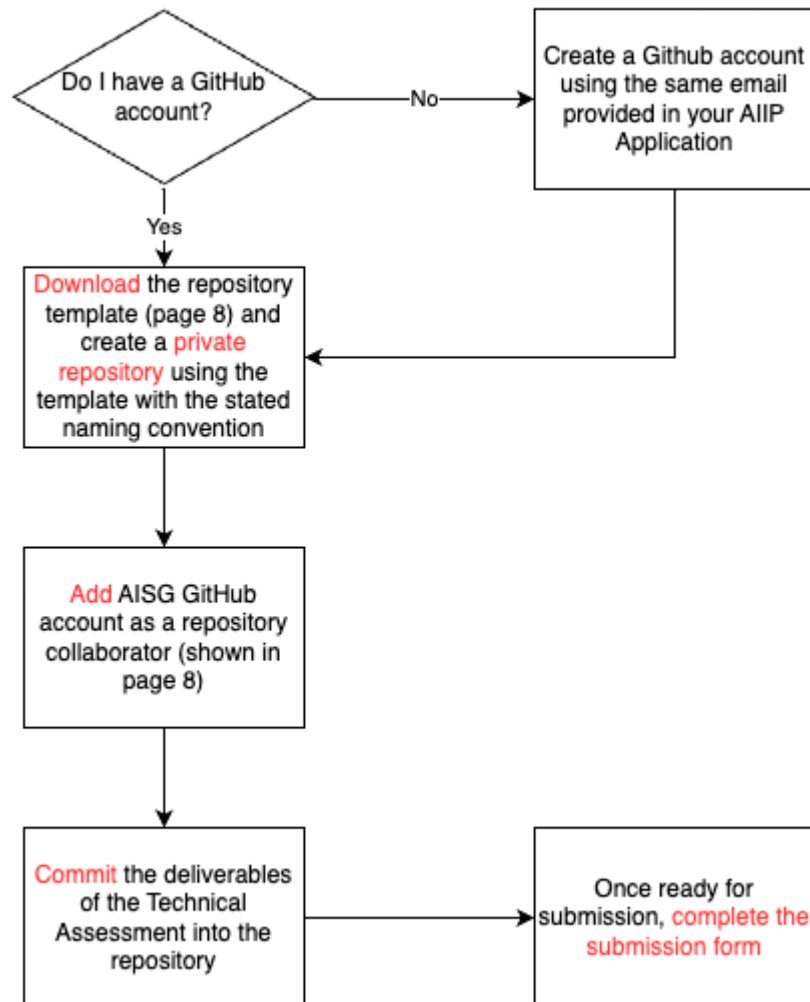 Do I have a GitHub
account?
No
Create a Github account
using the same email
provided in your AIIP
Application
Yes
Download the repository
template (page 8) and
create a private
repository using the
template with the stated
naming convention
Add AISG GitHub
account as a repository
collaborator (shown in
page 8)
Commit the deliverables
of the Technical
Assessment into the
repository
Once ready for
submission, complete the
submission form